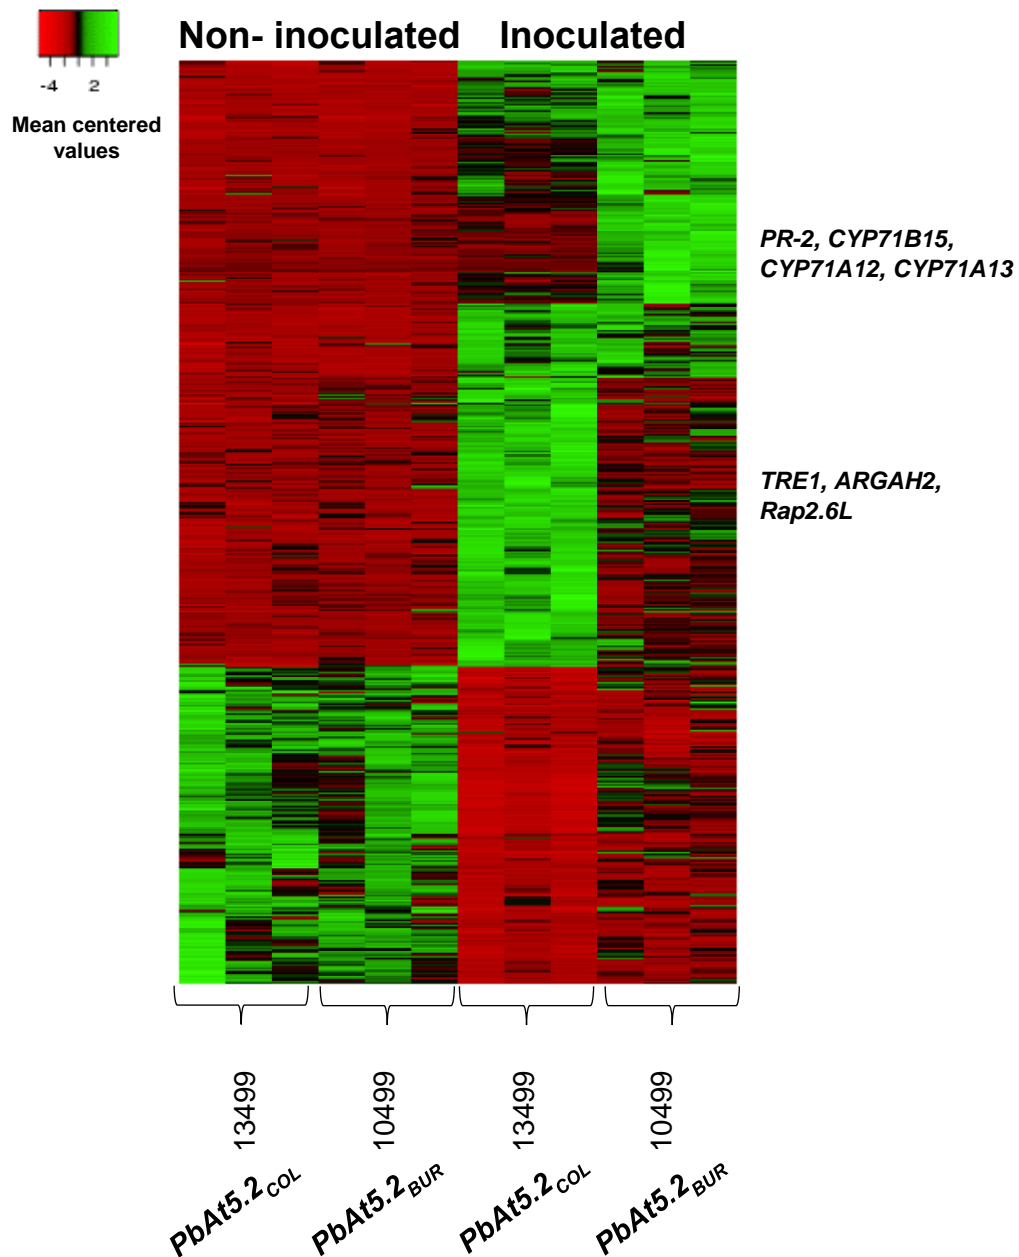 Non- inoculated Inoculated
-4 2
Mean centered
values
PR-2, CYP71B15,
CYP71A12, CYP71A13
TRE1, ARGAH2,
Rap2.6L
13499 10499 13499 10499
PbAt5.2COL PbAt5.2BUR PbAt5.2COL PbAt5.2BUR